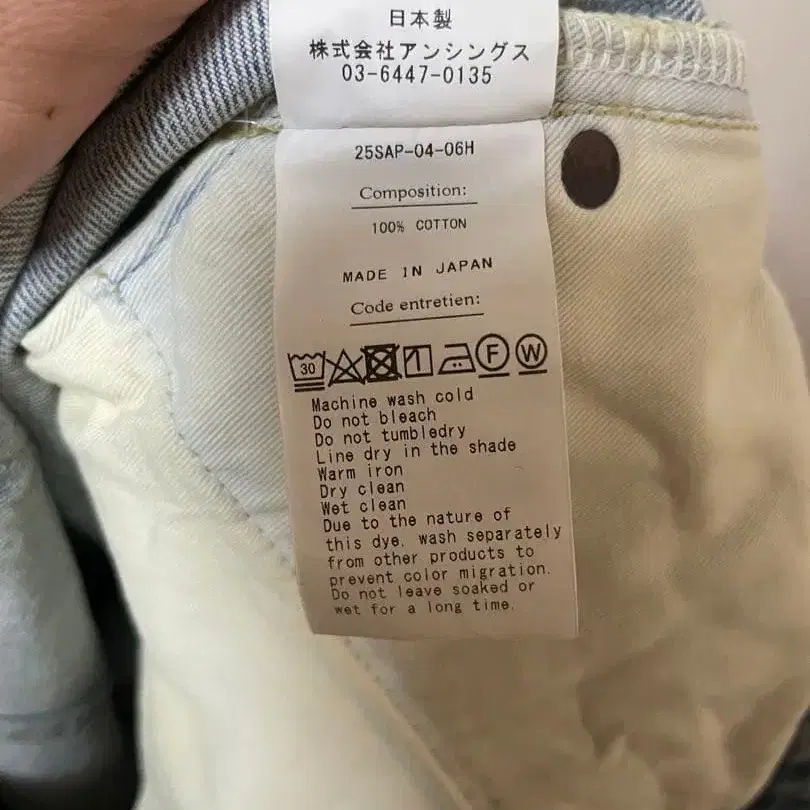 日本製
株式会社アンシングス
03-6447-0135
25SAP-04-06H
Composition:
100% COTTON
MADE IN JAPAN
Code entretien:
30 F W
Machine wash cold
Do not bleach
Do not tumbledry
Line dry in the shade
Warm iron
Dry clean
Wet clean
Due to the nature of
this dye, wash separately
from other products to
prevent color migration.
Do not leave soaked or
wet for a long time.